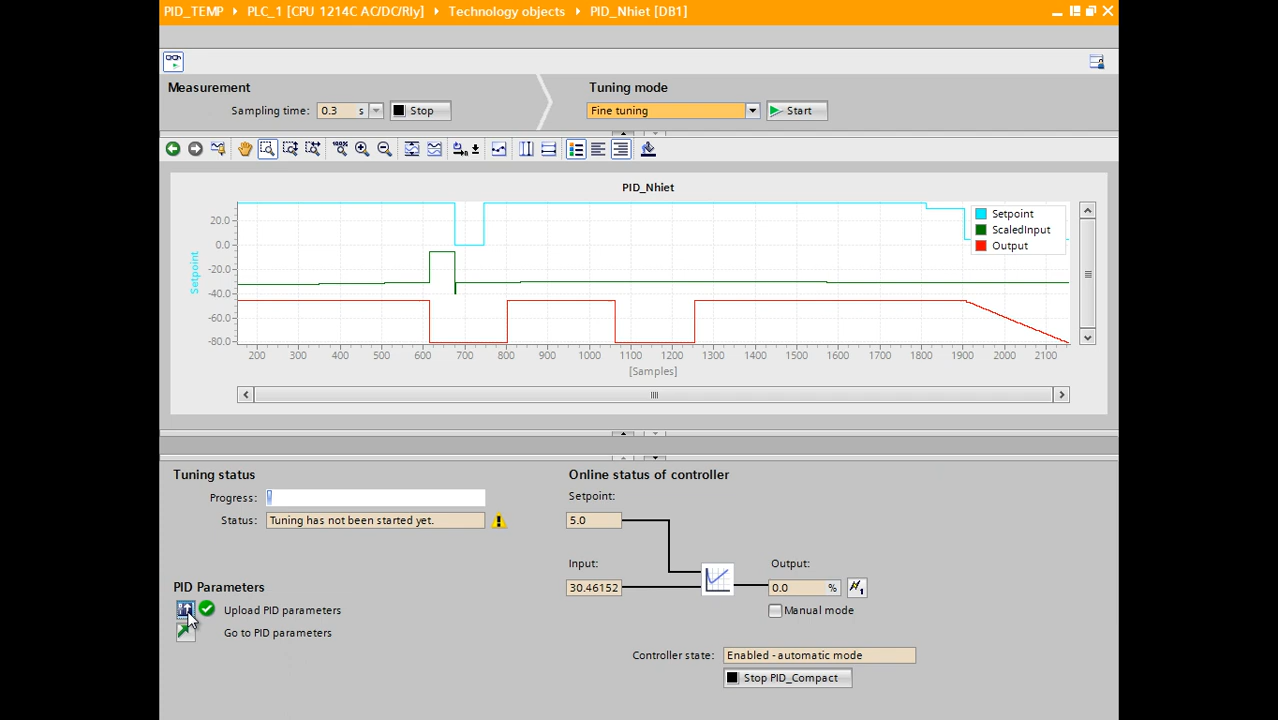 PID_TEMP ▸ PLC_1 [CPU 1214C AC/DC/Rly] ▸ Technology objects ▸ PID_Nhiet [DB1]
Measurement
Sampling time: 0.3 s Stop
Tuning mode
Fine tuning Start
100%
PID_Nhiet
Setpoint
20.0
0.0
-20.0
-40.0
-60.0
-80.0
Setpoint
ScaledInput
Output
200 300 400 500 600 700 800 900 1000 1100 1200 1300 1400 1500 1600 1700 1800 1900 2000 2100
[Samples]
Tuning status
Progress:
Status: Tuning has not been started yet.
PID Parameters
Upload PID parameters
Go to PID parameters
Online status of controller
Setpoint:
5.0
Input:
30.46152
Output:
0.0 %
Manual mode
Controller state: Enabled - automatic mode
Stop PID_Compact